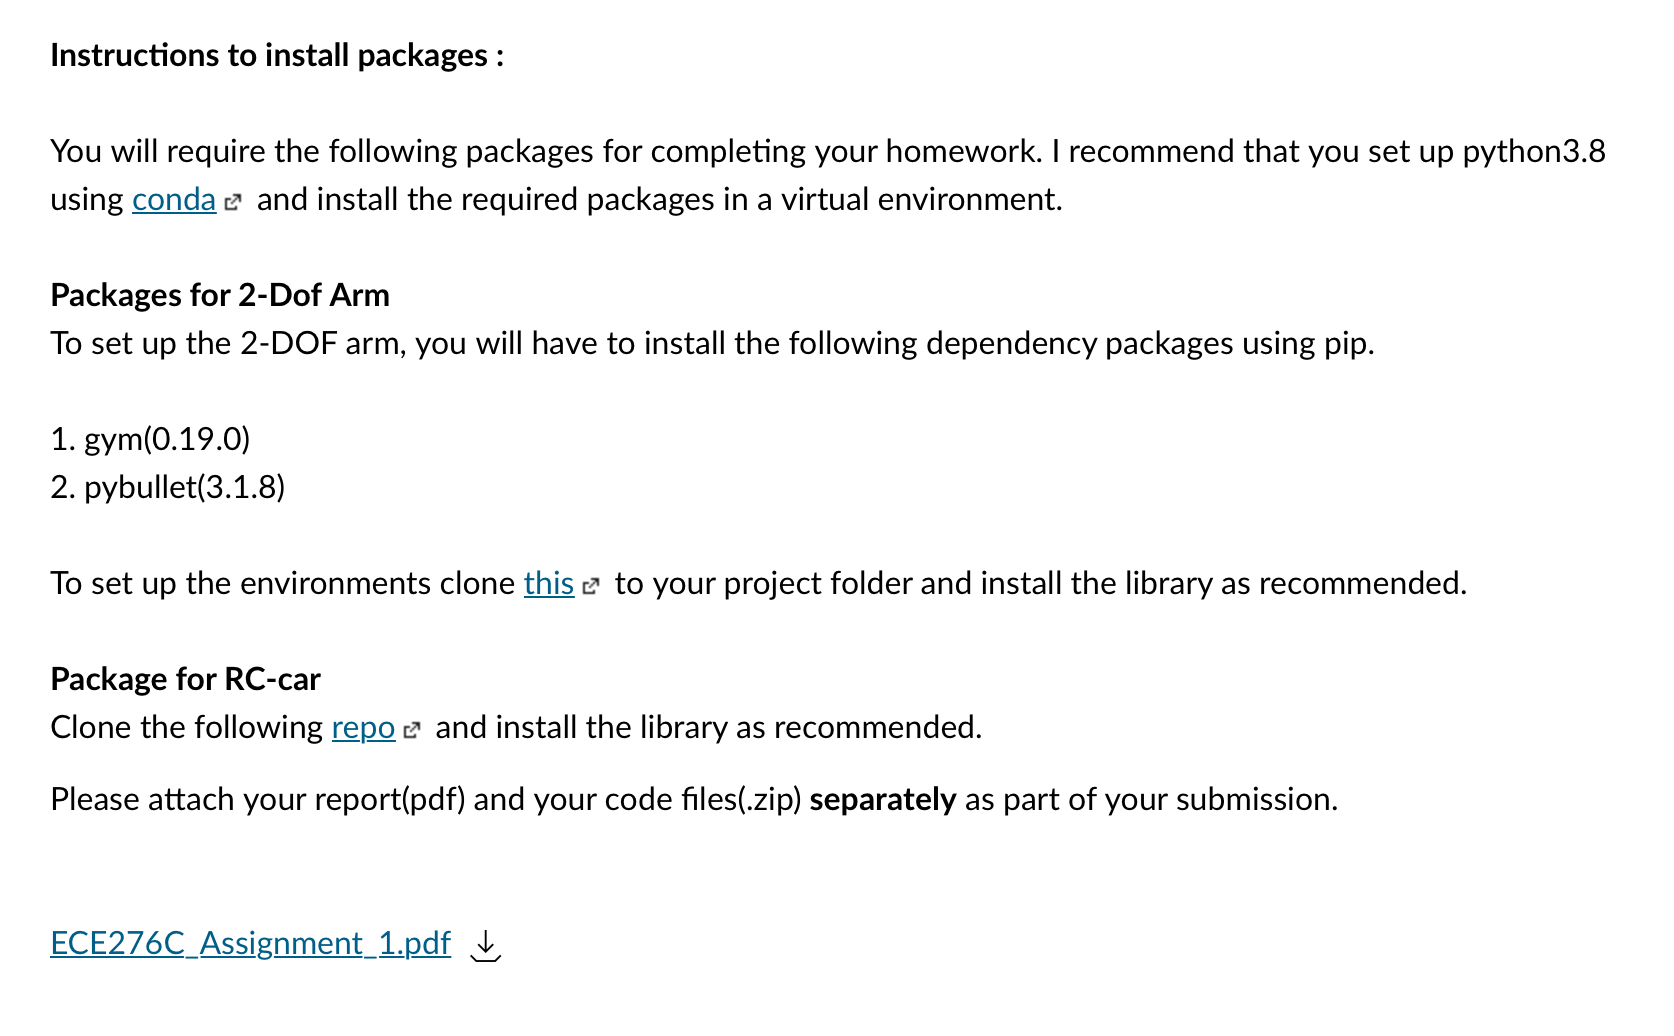 Instructions to install packages :
You will require the following packages for completing your homework. I recommend that you set up python3.8
using conda and install the required packages in a virtual environment.
Packages for 2-Dof Arm
To set up the 2-DOF arm, you will have to install the following dependency packages using pip.
1. gym(0.19.0)
2. pybullet(3.1.8)
To set up the environments clone this to your project folder and install the library as recommended.
Package for RC-car
Clone the following repo and install the library as recommended.
Please attach your report(pdf) and your code files(.zip) separately as part of your submission.
ECE276C_Assignment_1.pdf